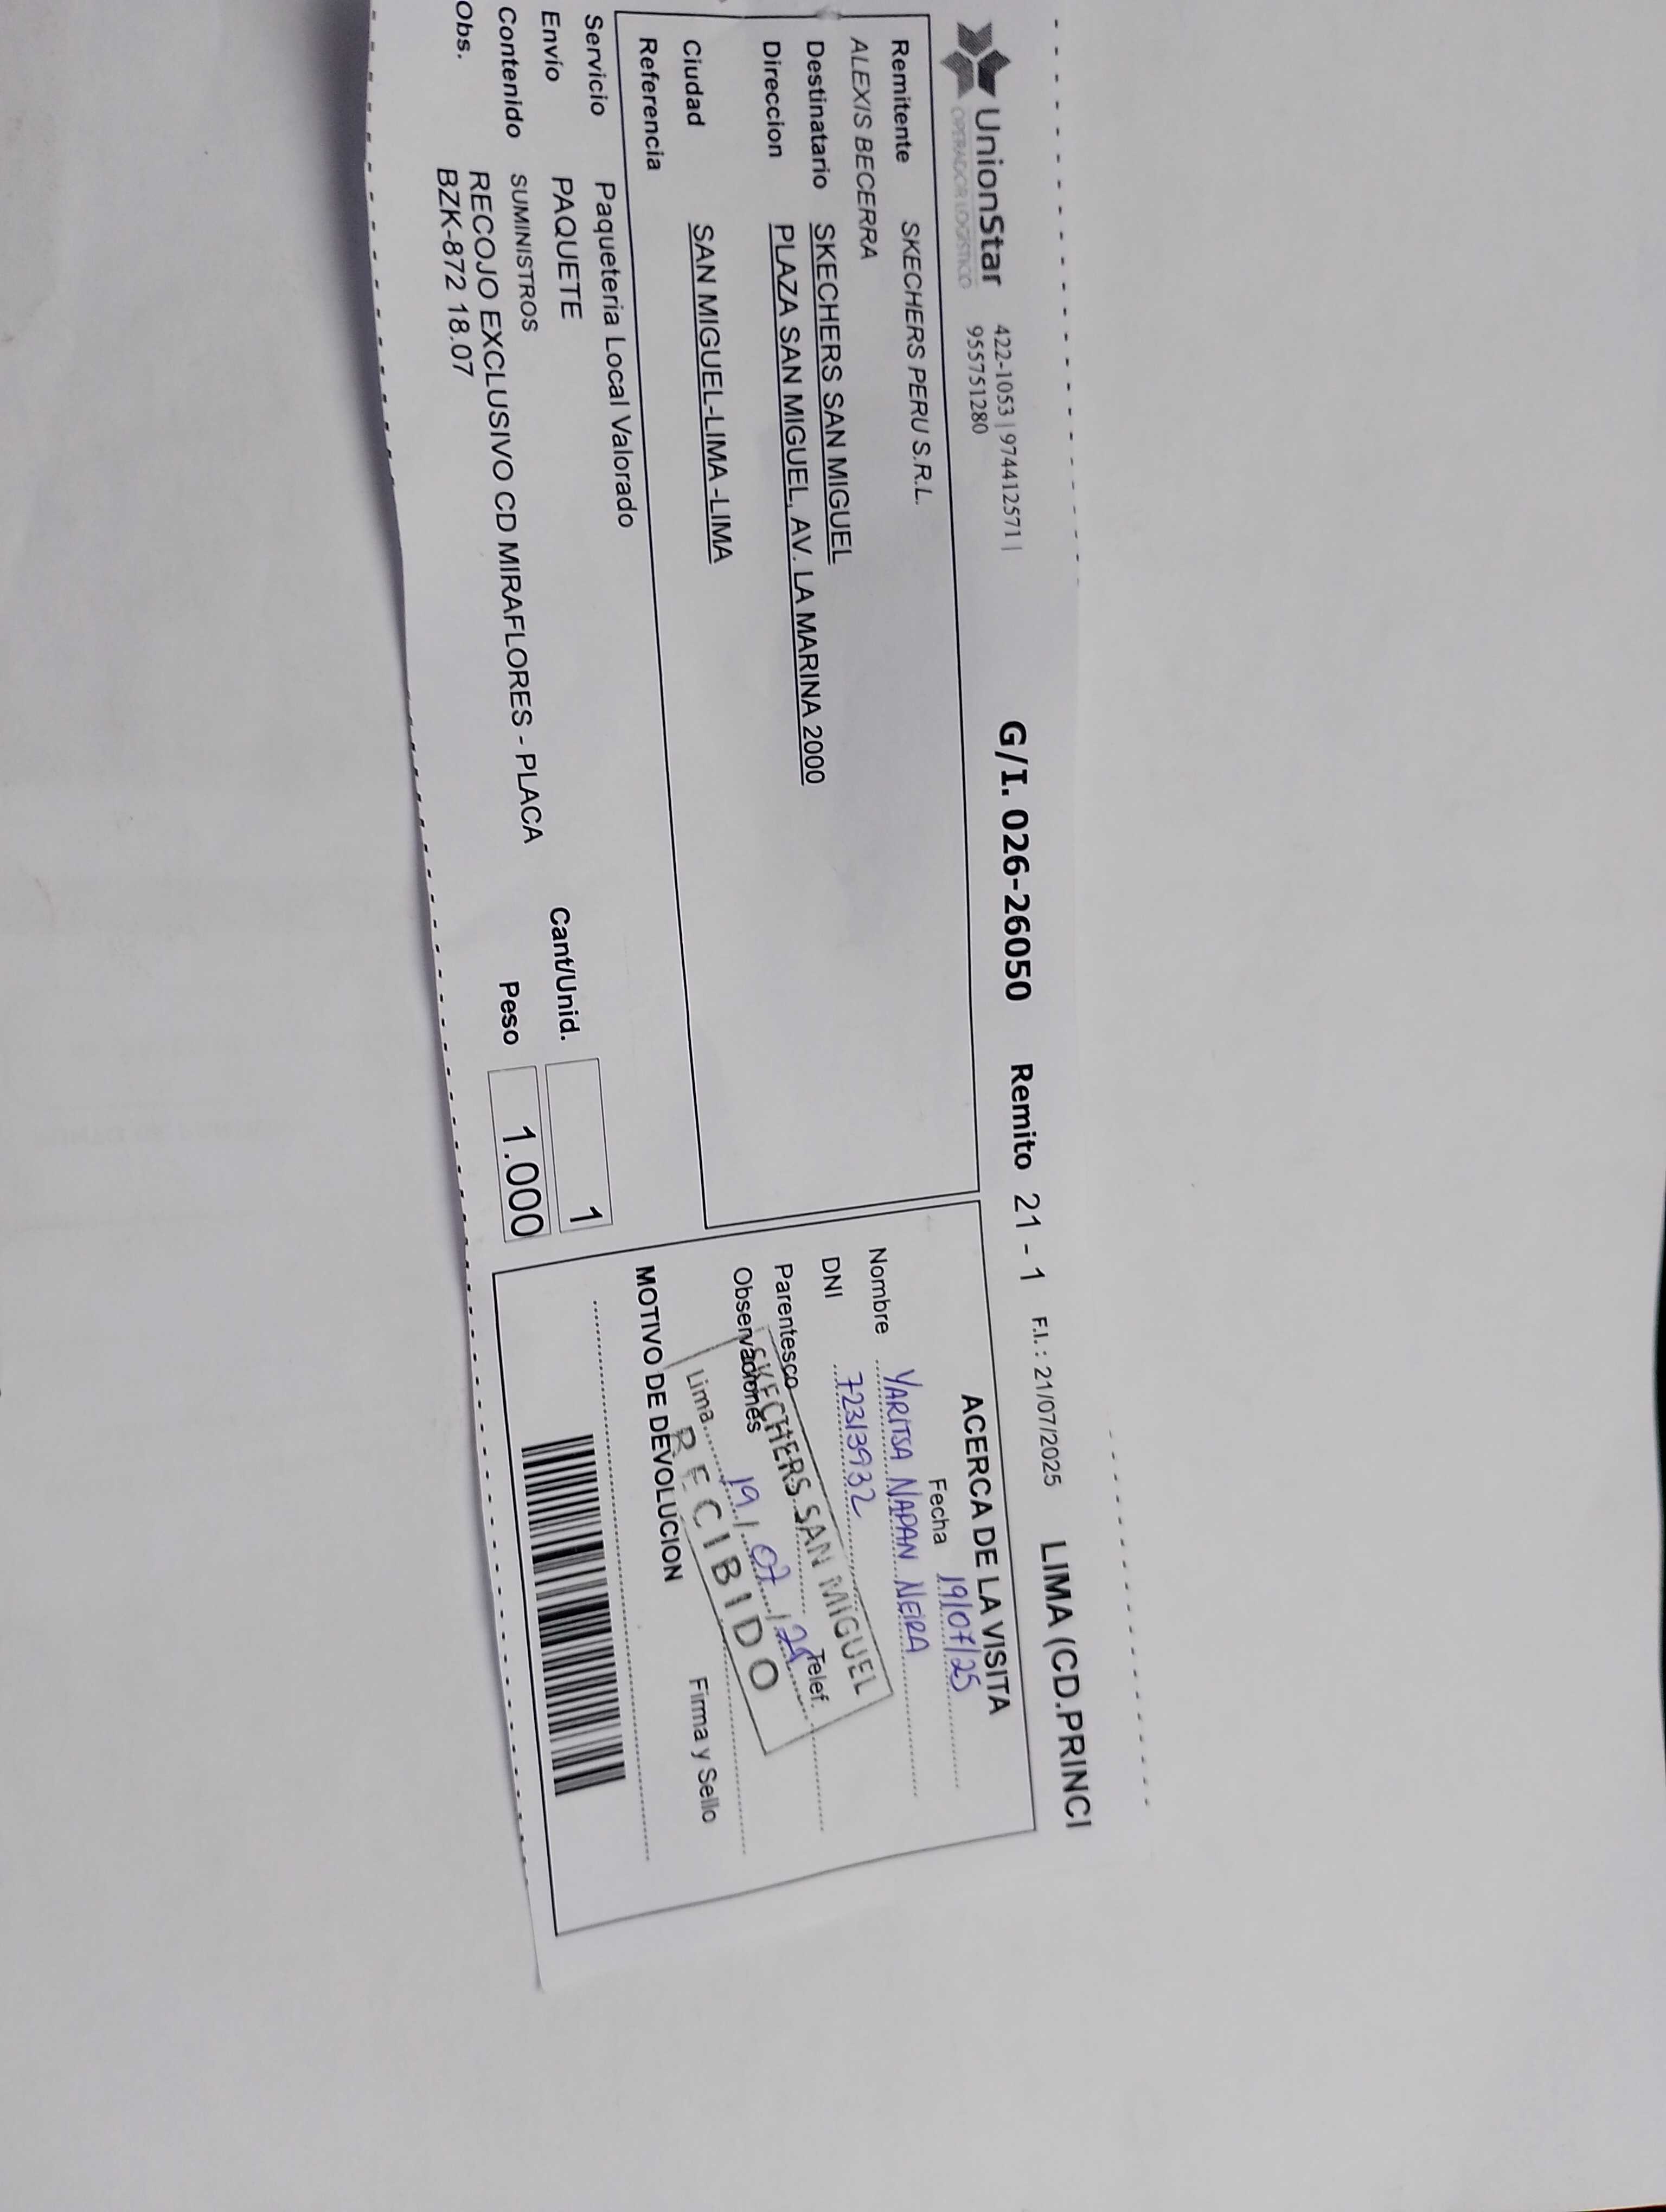 UnionStar
OPERADOR LOGISTICO
422-1053 | 974412571 |
955751280
G/I. 026-26050
Remito 21 - 1
F.I. : 21/07/2025
LIMA (CD.PRINCI
Remitente SKECHERS PERU S.R.L.
ALEXIS BECERRA
Destinatario SKECHERS SAN MIGUEL
Direccion PLAZA SAN MIGUEL, AV. LA MARINA 2000
Ciudad SAN MIGUEL-LIMA -LIMA
Referencia
Servicio Paqueteria Local Valorado
Envío PAQUETE
Contenido SUMINISTROS
Obs. RECOJO EXCLUSIVO CD MIRAFLORES - PLACA
BZK-872 18.07
Cant/Unid. 1
Peso 1.000
ACERCA DE LA VISITA
Fecha 19/07/25
Nombre YARITSA NAPAN NEIRA
DNI 72313932
Parentesco Telef.
Observaciones
SKECHERS SAN MIGUEL
Lima 19 / 07 / 25
RECIBIDO
Firma y Sello
MOTIVO DE DEVOLUCION